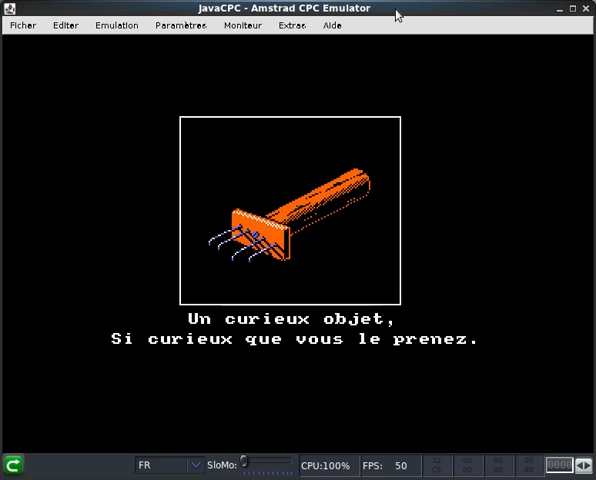 JavaCPC - Amstrad CPC Emulator
Fichier Editer Emulation Paramètres Moniteur Extras Aide
Un curieux objet,
Si curieux que vous le prenez.
FR SloMo: CPU:100% FPS: 50 0000